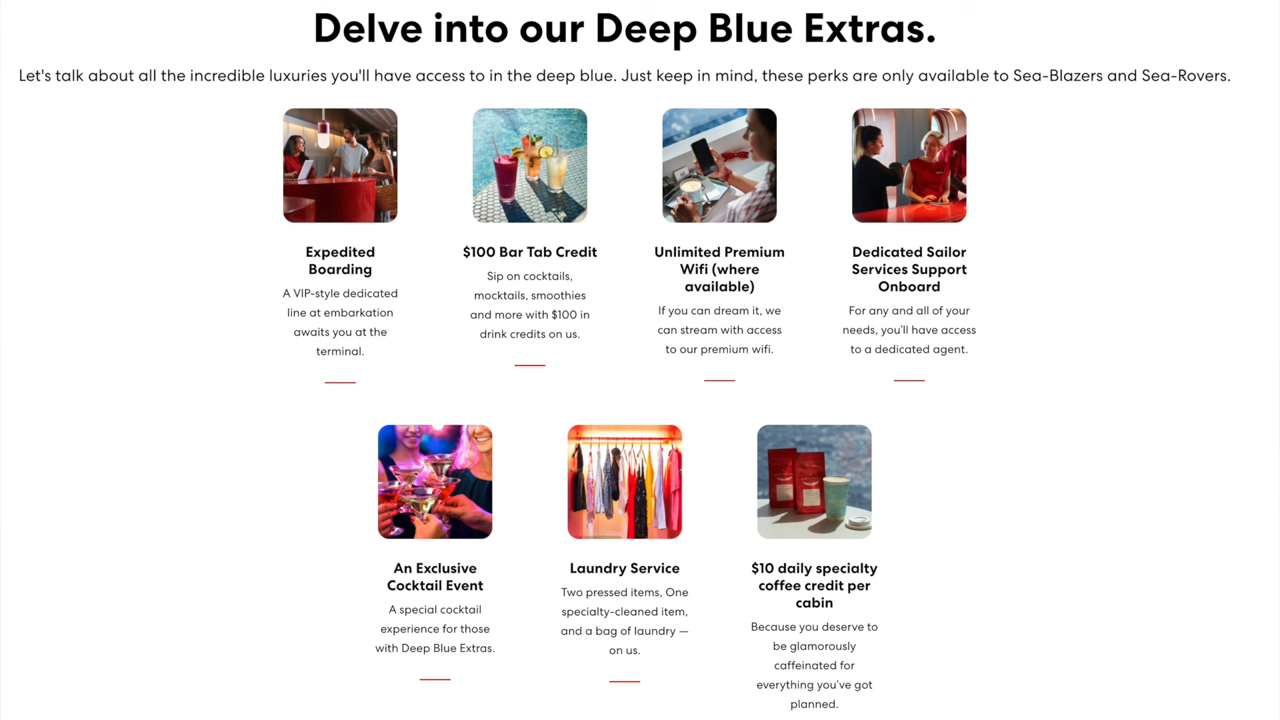 Delve into our Deep Blue Extras.
Let's talk about all the incredible luxuries you'll have access to in the deep blue. Just keep in mind, these perks are only available to Sea-Blazers and Sea-Rovers.
Expedited
Boarding
A VIP-style dedicated
line at embarkation
awaits you at the
terminal.
$100 Bar Tab Credit
Sip on cocktails,
mocktails, smoothies
and more with $100 in
drink credits on us.
Unlimited Premium
Wifi (where
available)
If you can dream it, we
can stream with access
to our premium wifi.
Dedicated Sailor
Services Support
Onboard
For any and all of your
needs, you'll have access
to a dedicated agent.
An Exclusive
Cocktail Event
A special cocktail
experience for those
with Deep Blue Extras.
Laundry Service
Two pressed items, One
specialty-cleaned item,
and a bag of laundry —
on us.
$10 daily specialty
coffee credit per
cabin
Because you deserve to
be glamorously
caffeinated for
everything you've got
planned.